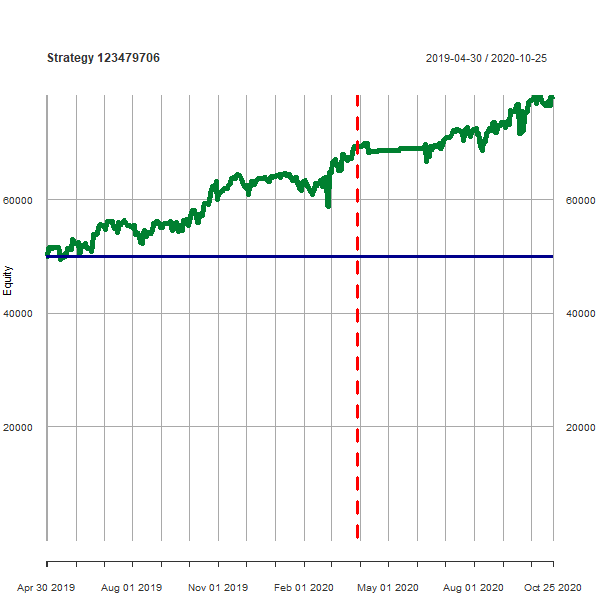 Strategy 123479706
2019-04-30 / 2020-10-25
60000
60000
Equity
40000
40000
20000
20000
Apr 30 2019
Aug 01 2019
Nov 01 2019
Feb 01 2020
May 01 2020
Aug 01 2020
Oct 25 2020